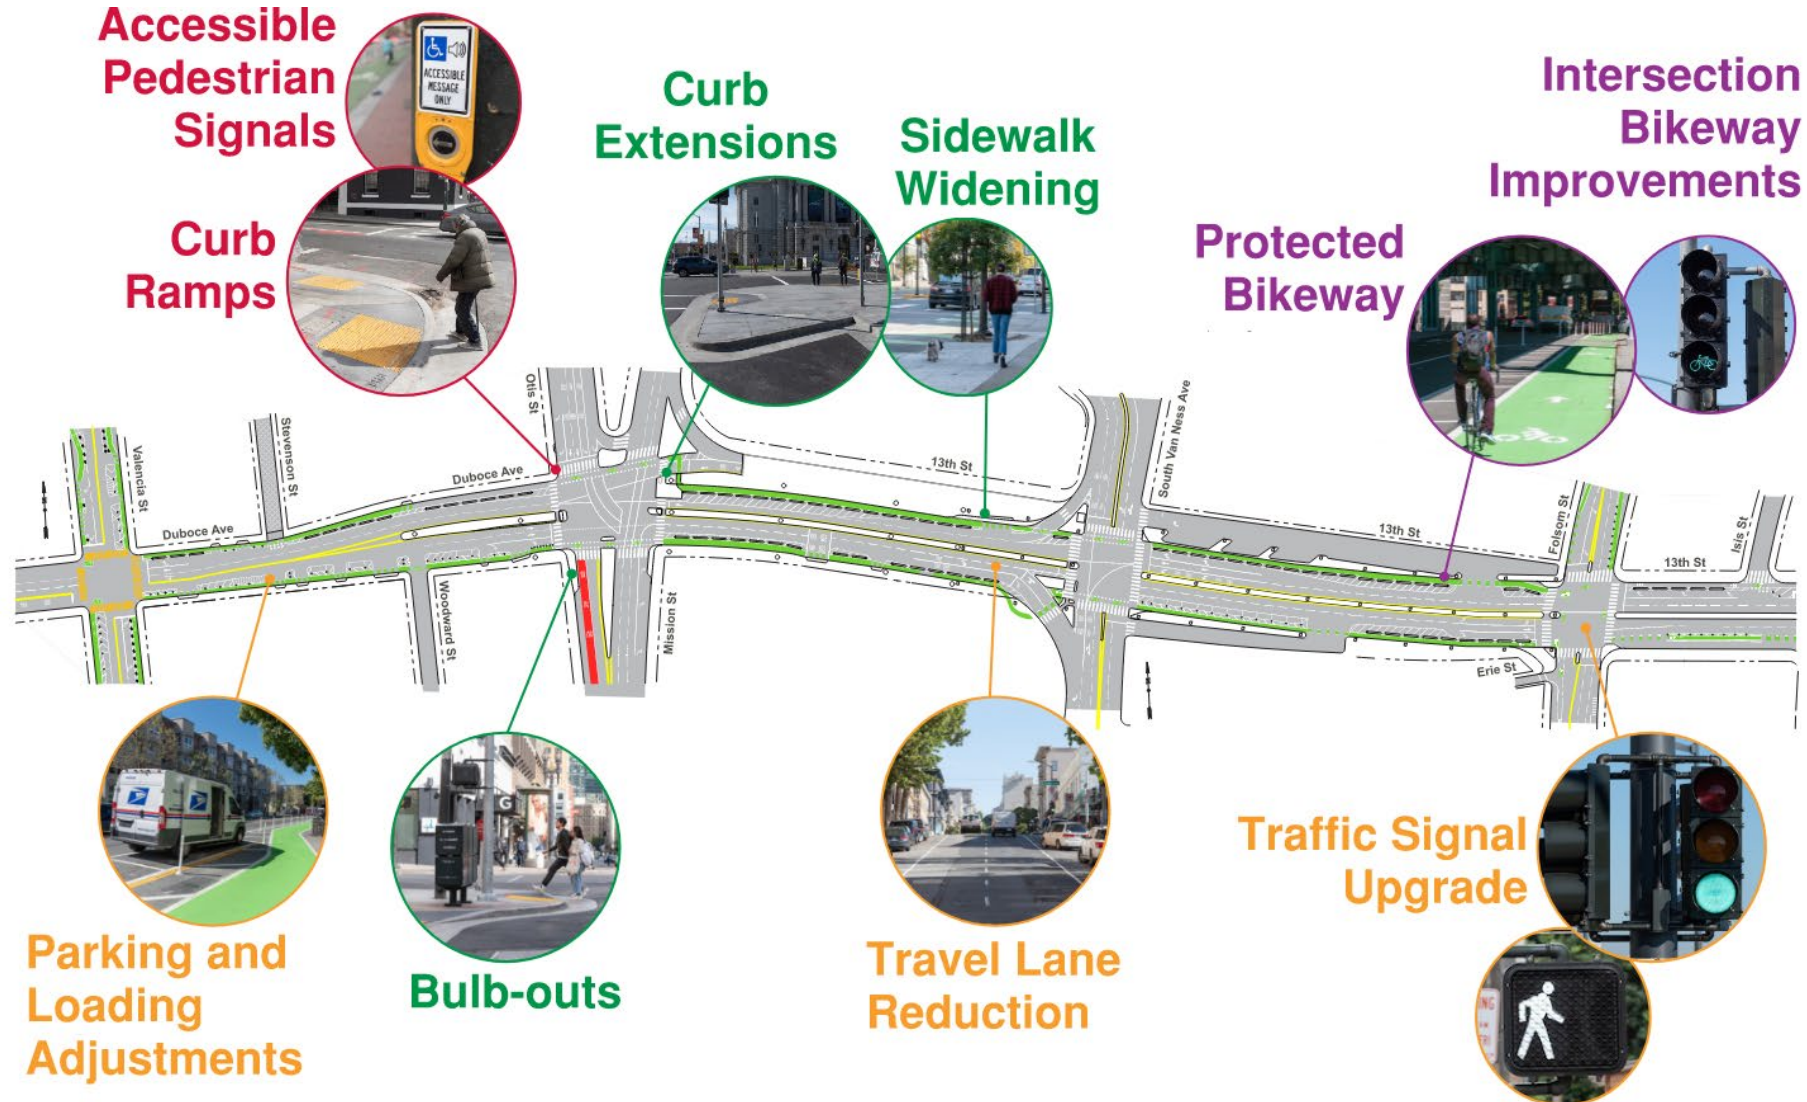 Accessible
Pedestrian
Signals
ACCESSIBLE
MESSAGE
ONLY
Curb
Ramps
Curb
Extensions
Sidewalk
Widening
Intersection
Bikeway
Improvements
Protected
Bikeway
Otis St
South Van Ness Ave
Valencia St
Stevenson St
Duboce Ave
13th St
Duboce Ave
13th St
Folsom St
Isis St
13th St
Woodward St
Mission St
Erie St
G
Parking and
Loading
Adjustments
Bulb-outs
Travel Lane
Reduction
Traffic Signal
Upgrade